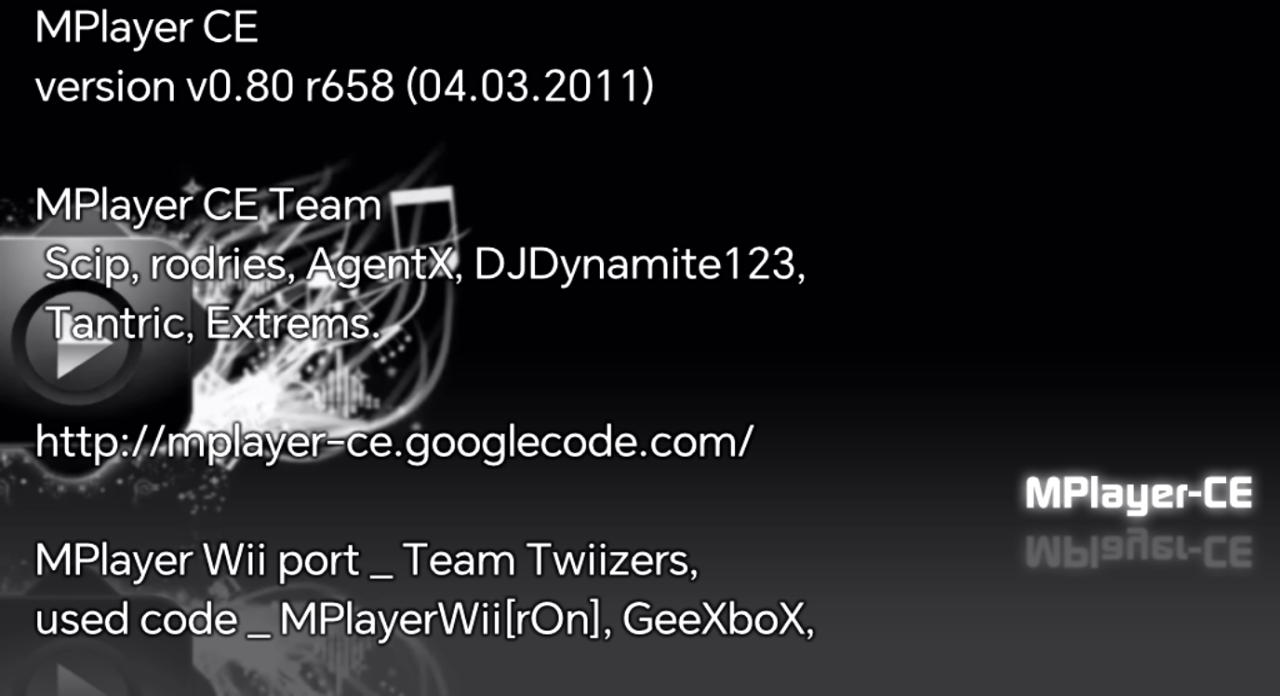 MPlayer CE
version v0.80 r658 (04.03.2011)
MPlayer CE Team
Scip, rodries, AgentX, DJDynamite123,
Tantric, Extrems.
http://mplayer-ce.googlecode.com/
MPlayer-CE
MPlayer Wii port _ Team Twiizers,
used code _ MPlayerWii[rOn], GeeXboX,